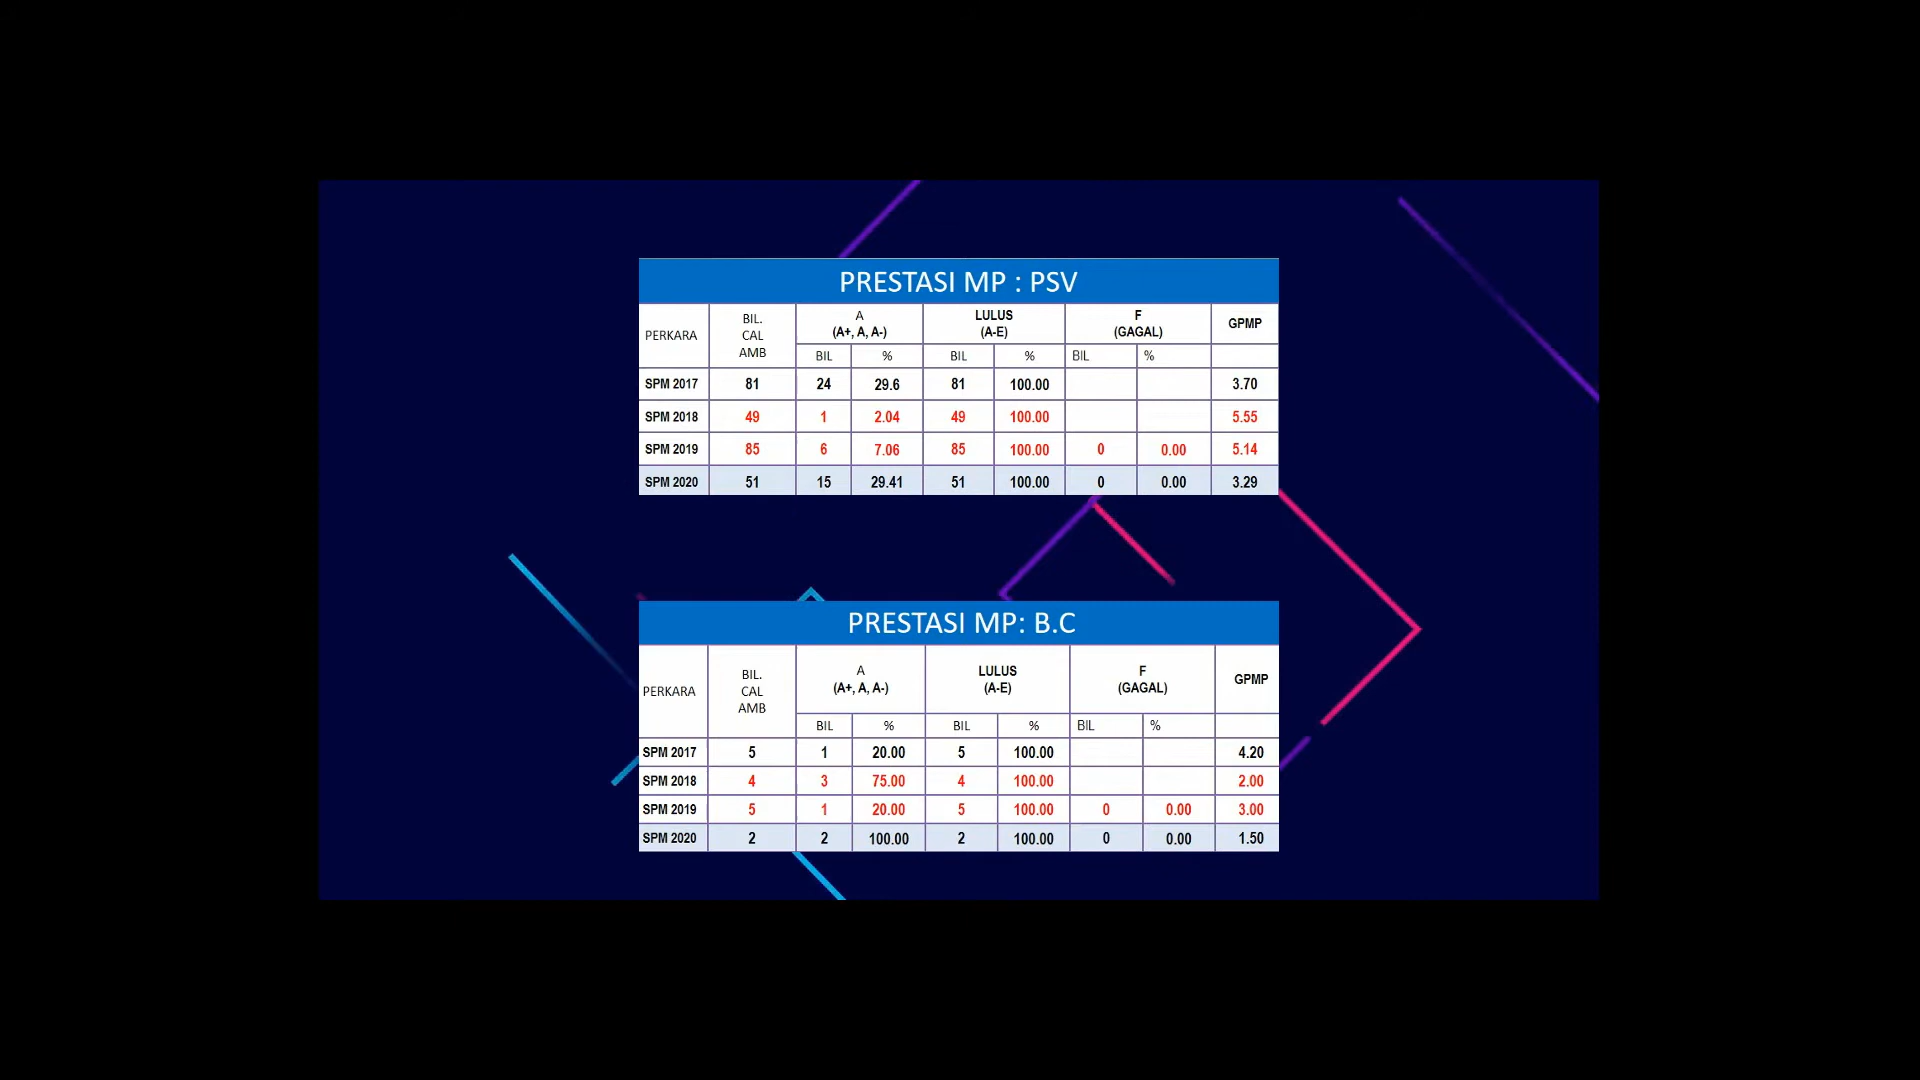 PRESTASI MP : PSV
PERKARA BIL. CAL AMB A (A+, A, A-) LULUS (A-E) F (GAGAL) GPMP
BIL % BIL % BIL %
SPM 2017 81 24 29.6 81 100.00 3.70
SPM 2018 49 1 2.04 49 100.00 5.55
SPM 2019 85 6 7.06 85 100.00 0 0.00 5.14
SPM 2020 51 15 29.41 51 100.00 0 0.00 3.29
PRESTASI MP: B.C
PERKARA BIL. CAL AMB A (A+, A, A-) LULUS (A-E) F (GAGAL) GPMP
BIL % BIL % BIL %
SPM 2017 5 1 20.00 5 100.00 4.20
SPM 2018 4 3 75.00 4 100.00 2.00
SPM 2019 5 1 20.00 5 100.00 0 0.00 3.00
SPM 2020 2 2 100.00 2 100.00 0 0.00 1.50